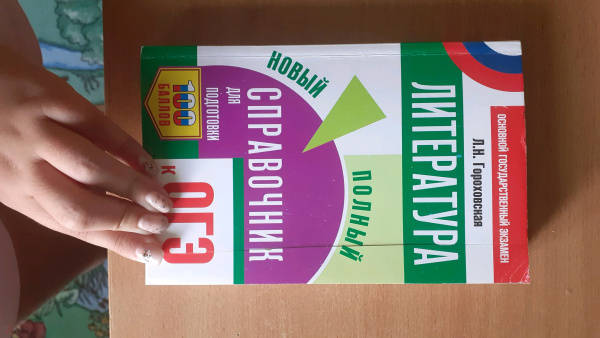 ОСНОВНОЙ ГОСУДАРСТВЕННЫЙ ЭКЗАМЕН
Л.Н. Гороховская
ЛИТЕРАТУРА
НОВЫЙ
ПОЛНЫЙ
СПРАВОЧНИК
ДЛЯ
ПОДГОТОВКИ
К ОГЭ
100
БАЛЛОВ